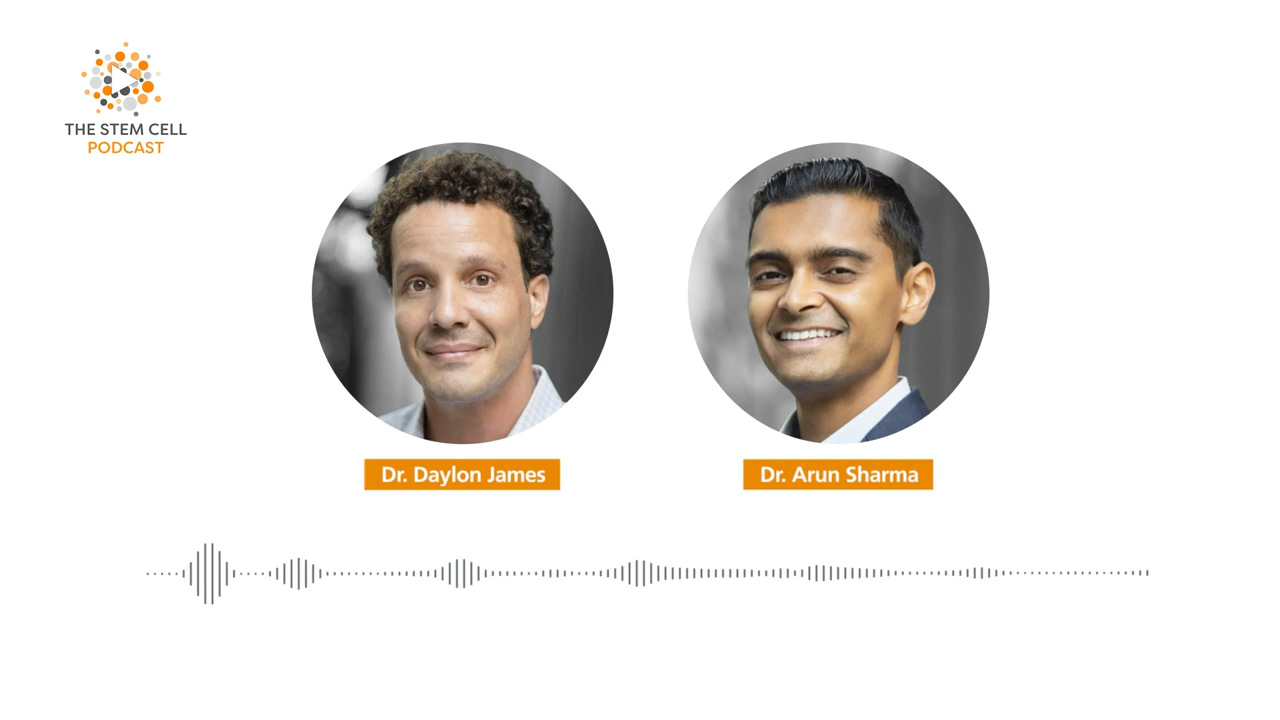 THE STEM CELL
PODCAST
Dr. Daylon James
Dr. Arun Sharma